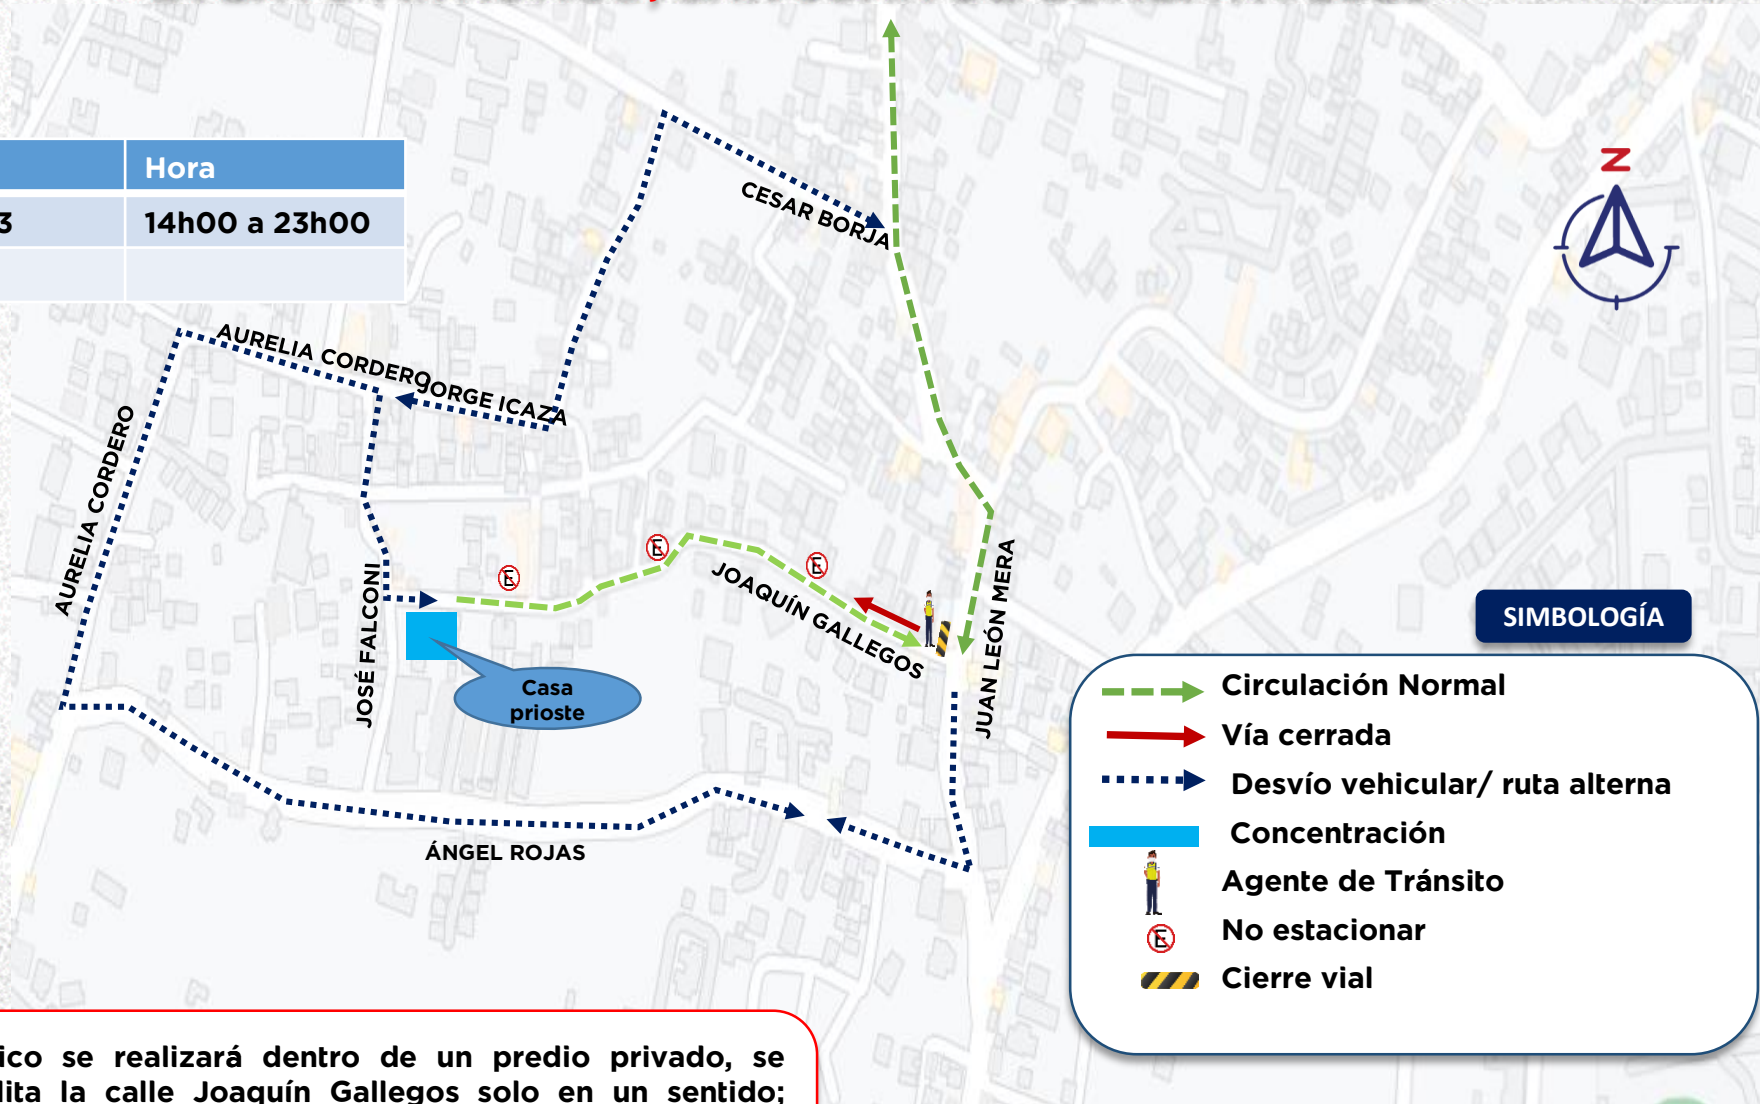 Hora
3
14h00 a 23h00
N
CESAR BORJA
AURELIA CORDERO
JORGE ICAZA
AURELIA CORDERO
JOSÉ FALCONI
JOAQUÍN GALLEGOS
JUAN LEÓN MERA
Casa
prioste
ÁNGEL ROJAS
E
E
E
SIMBOLOGÍA
Circulación Normal
Vía cerrada
Desvío vehicular/ ruta alterna
Concentración
Agente de Tránsito
E
No estacionar
Cierre vial
ico se realizará dentro de un predio privado, se
lita la calle Joaquín Gallegos solo en un sentido;